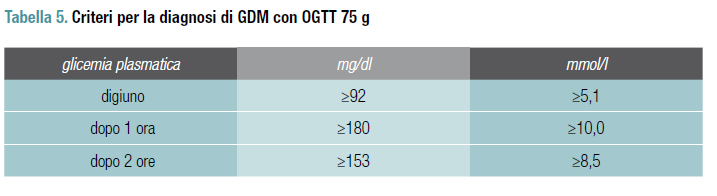 Tabella 5. Criteri per la diagnosi di GDM con OGTT 75 g
glicemia plasmatica mg/dl mmol/l
digiuno ≥92 ≥5,1
dopo 1 ora ≥180 ≥10,0
dopo 2 ore ≥153 ≥8,5